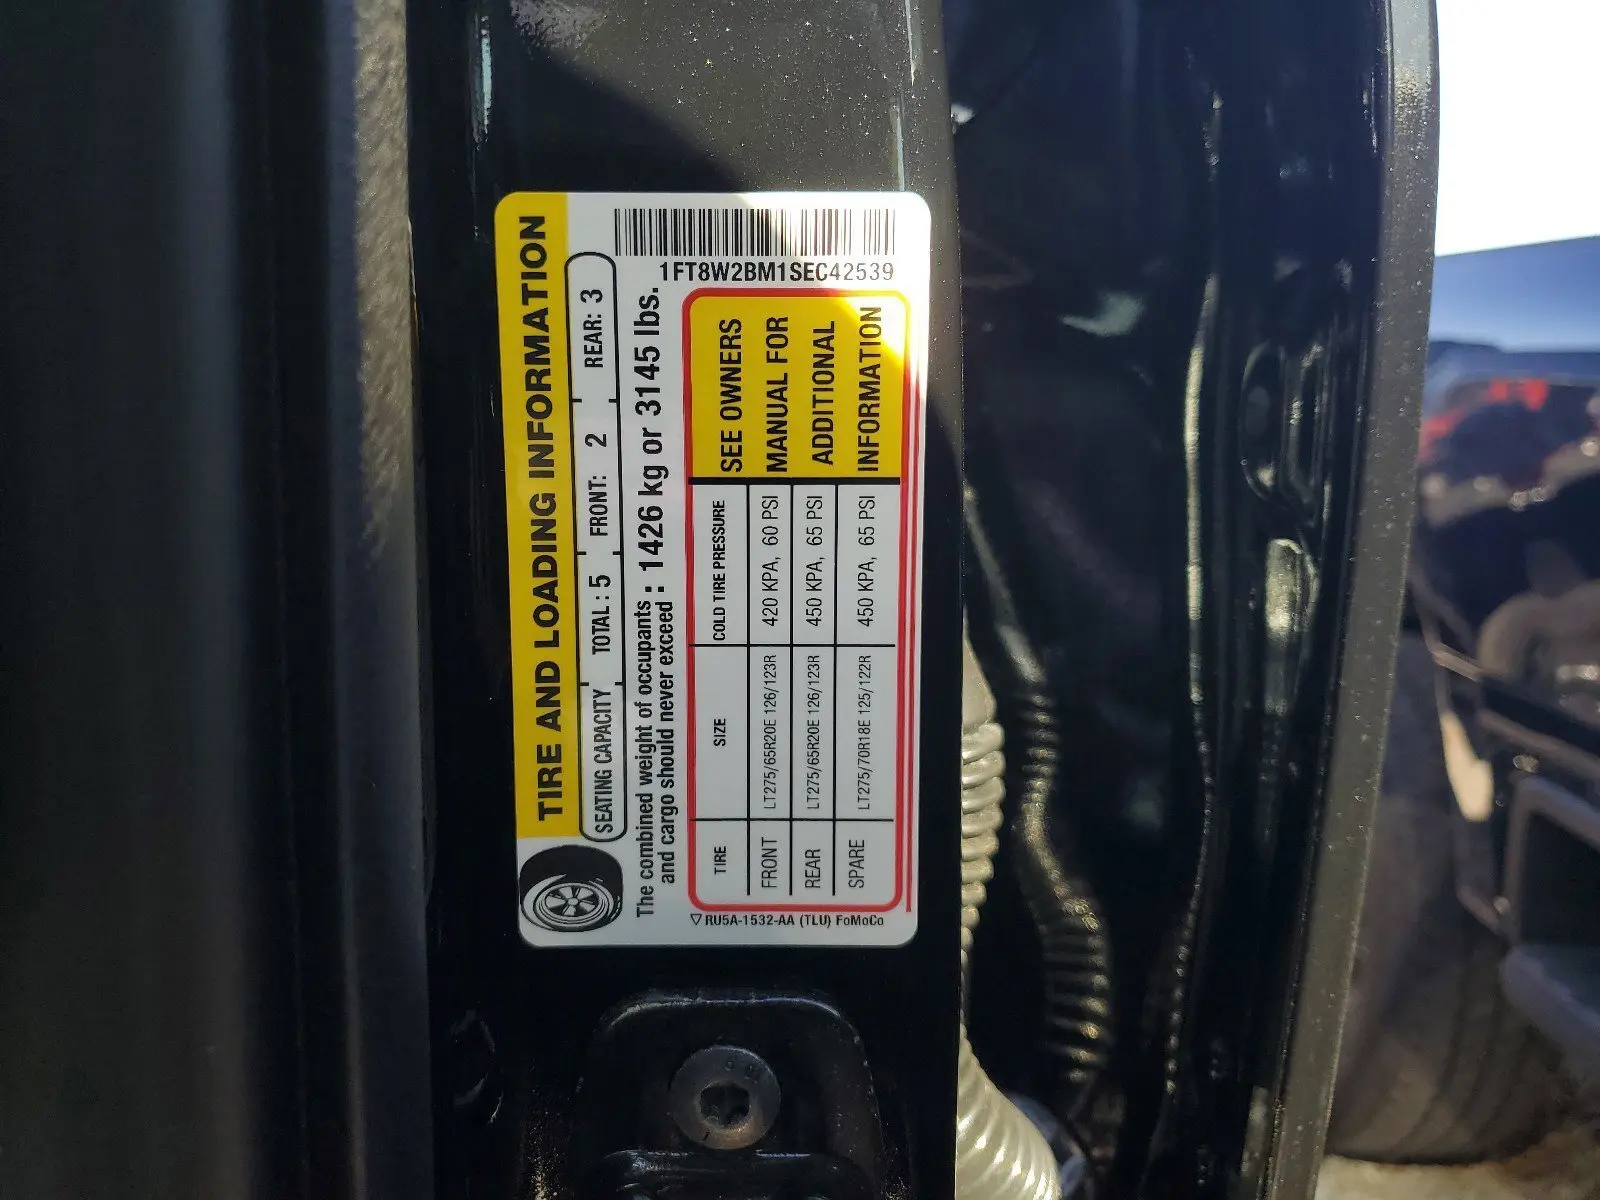 TIRE AND LOADING INFORMATION
SEATING CAPACITY TOTAL: 5 FRONT: 2 REAR: 3
The combined weight of occupants
and cargo should never exceed : 1426 kg or 3145 lbs.
1FT8W2BM1SEC42539
TIRE SIZE COLD TIRE PRESSURE
FRONT LT275/65R20E 126/123R 420 KPA, 60 PSI
REAR LT275/65R20E 126/123R 450 KPA, 65 PSI
SPARE LT275/70R18E 125/122R 450 KPA, 65 PSI
SEE OWNERS
MANUAL FOR
ADDITIONAL
INFORMATION
RU5A-1532-AA (TLU) FoMoCo